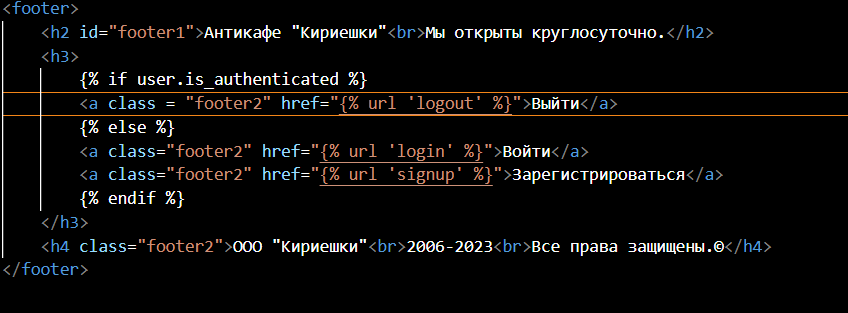 <footer>
<h2 id="footer1">Антикафе "Кириешки"<br>Мы открыты круглосуточно.</h2>
<h3>
{% if user.is_authenticated %}
<a class = "footer2" href="{% url 'logout' %}">Выйти</a>
{% else %}
<a class="footer2" href="{% url 'login' %}">Войти</a>
<a class="footer2" href="{% url 'signup' %}">Зарегистрироваться</a>
{% endif %}
</h3>
<h4 class="footer2">ООО "Кириешки"<br>2006-2023<br>Все права защищены.©</h4>
</footer>